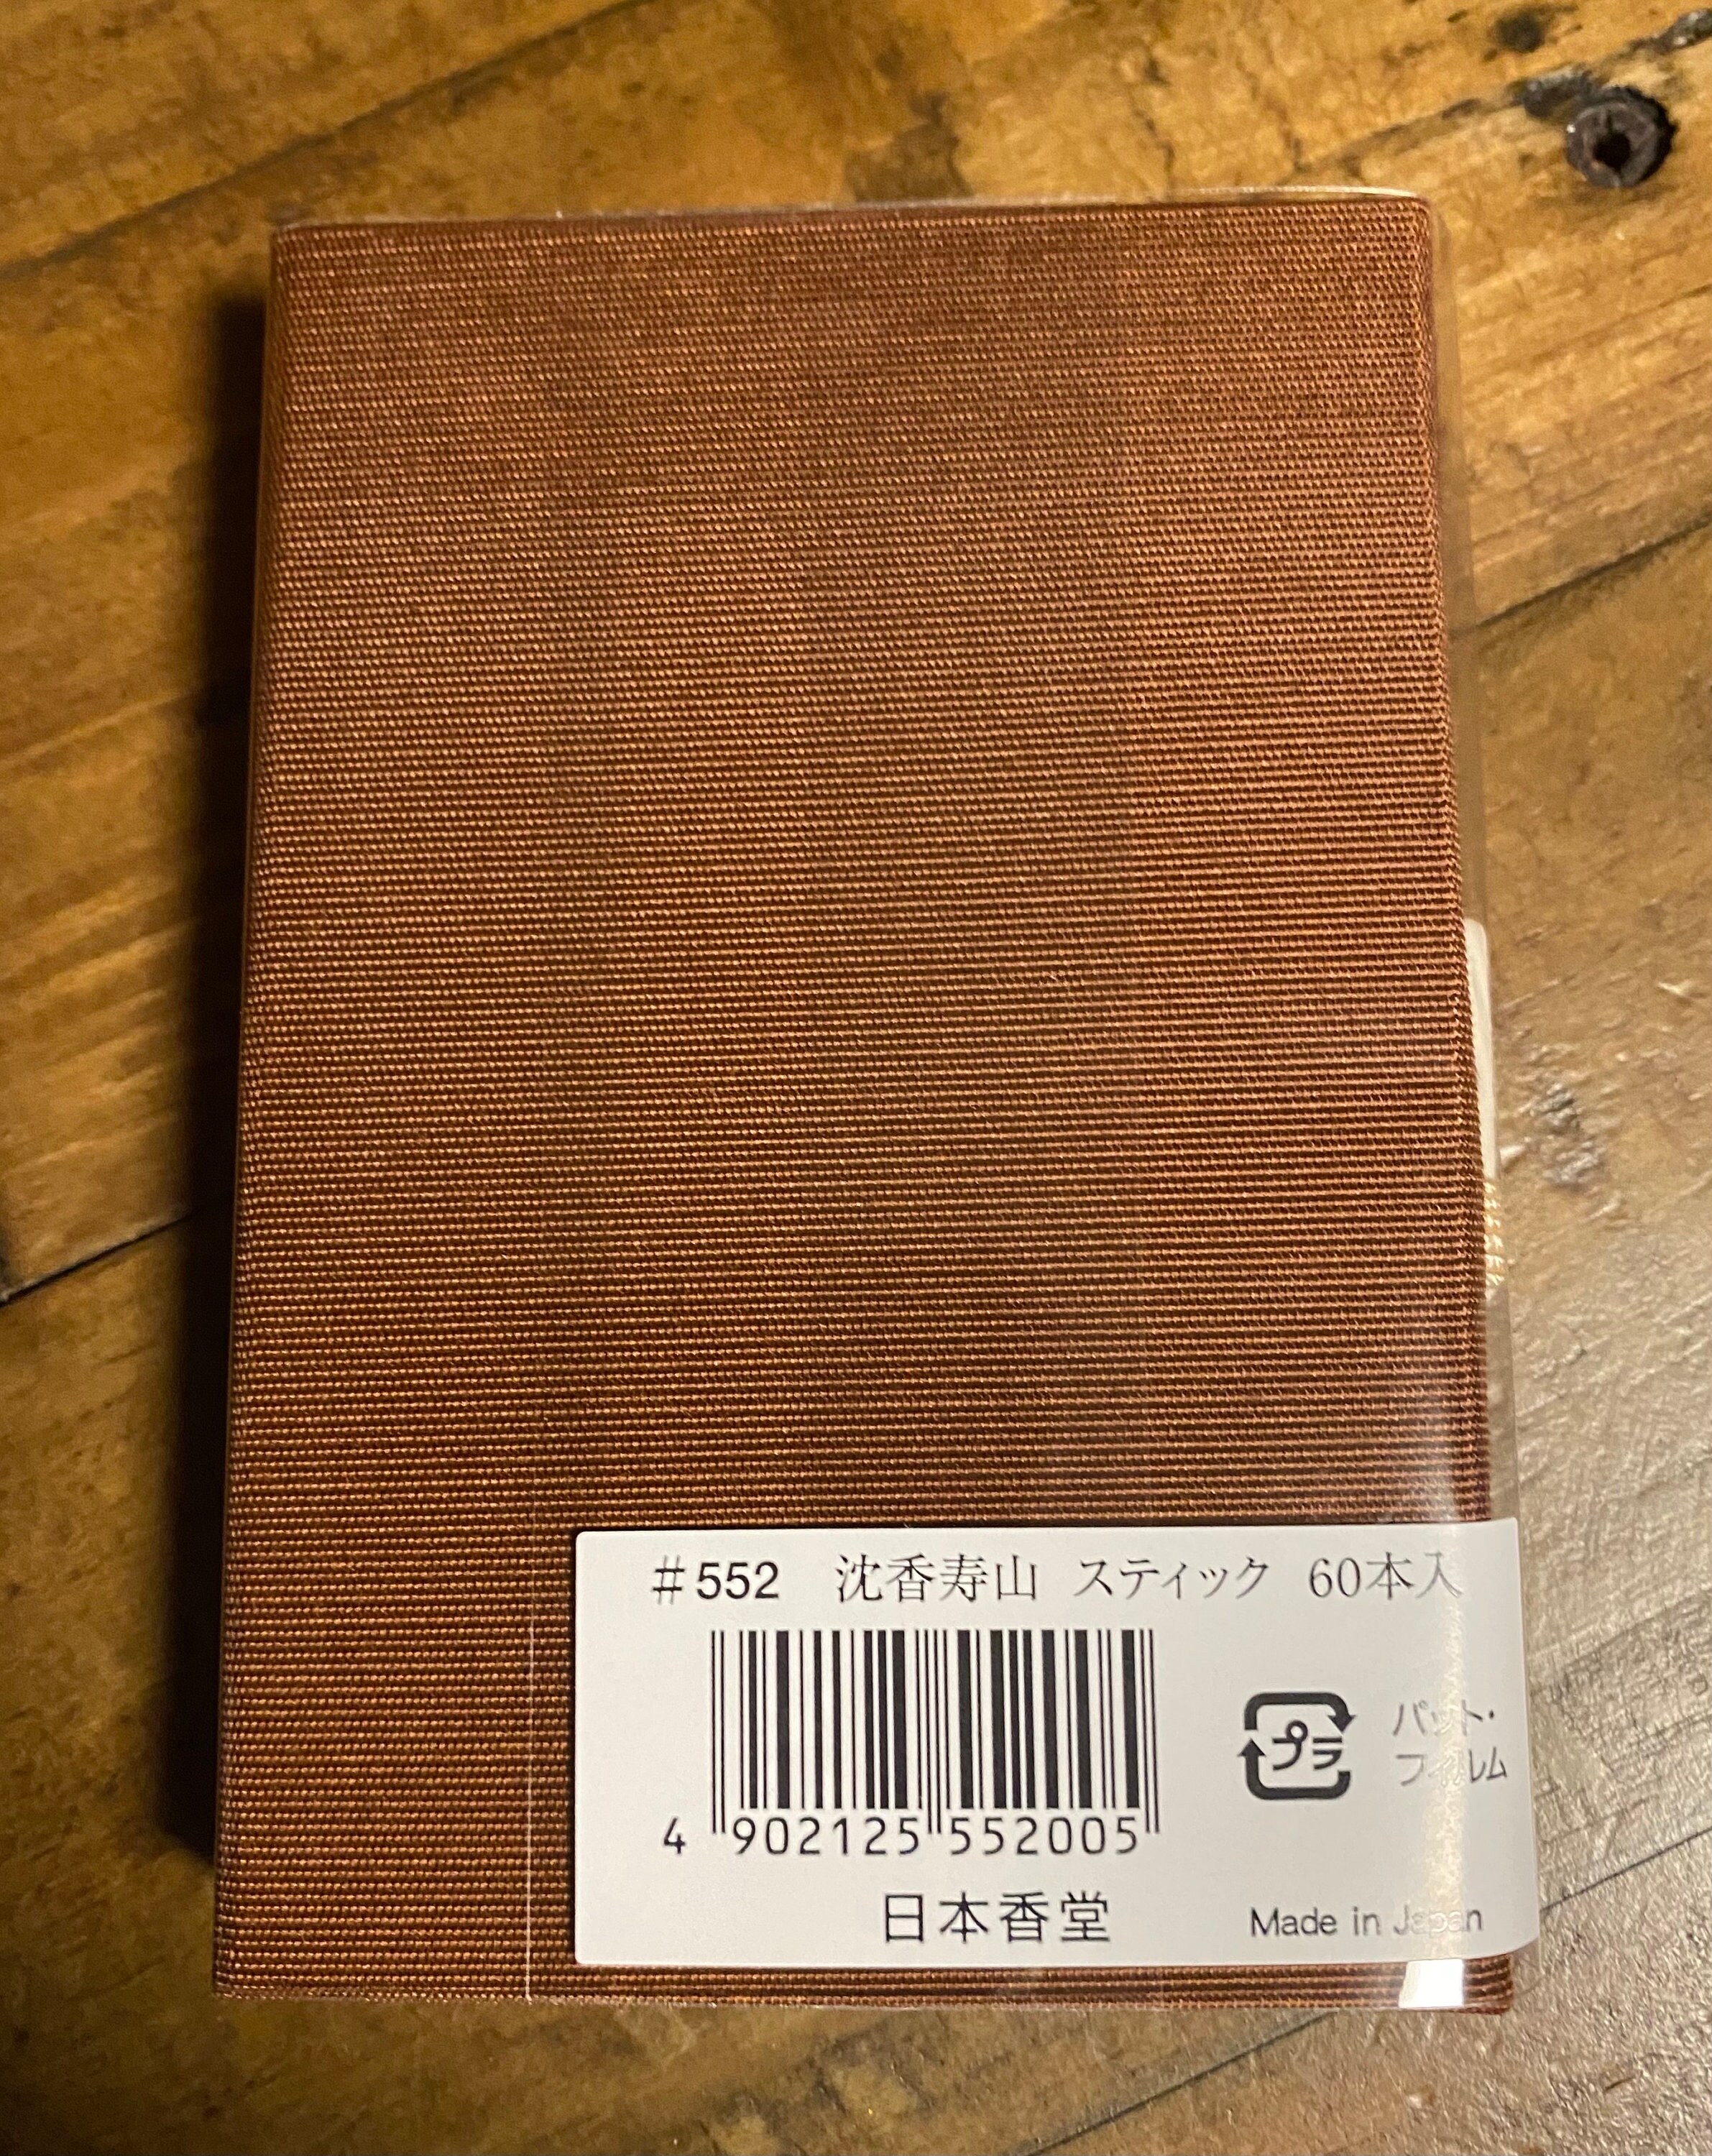 #552 沈香寿山 スティック 60本入
プラ
パット・
フィルム
4 902125 552005
日本香堂
Made in Japan